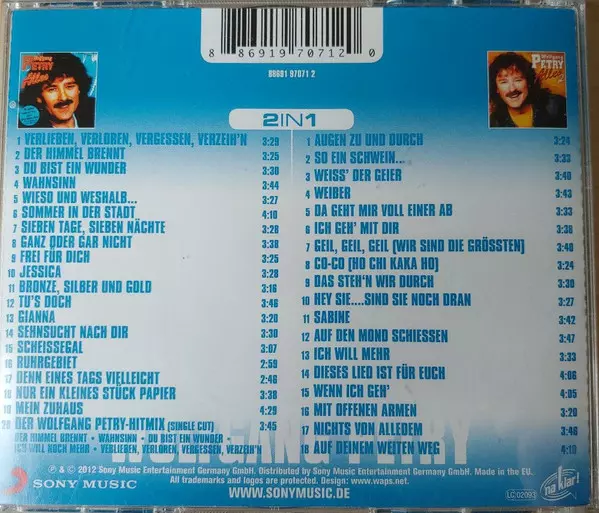 8 86919 70712 0
88691 97071 2
Wolfgang
PETRY
Alles
Wolfgang
PETRY
Alles
2IN1
1 VERLIEBEN, VERLOREN, VERGESSEN, VERZEIH'N 3:29
2 DER HIMMEL BRENNT 3:45
3 DU BIST EIN WUNDER 3:30
4 WAHNSINN 3:44
5 WIESO UND WESHALB... 3:27
6 SOMMER IN DER STADT 4:10
7 SIEBEN TAGE, SIEBEN NÄCHTE 3:28
8 GANZ ODER GAR NICHT 3:38
9 FREI FÜR DICH 3:25
10 JESSICA 3:28
11 BRONZE, SILBER UND GOLD 3:16
12 TU'S DOCH 3:46
13 GIANNA 3:30
14 SEHNSUCHT NACH DIR 3:30
15 SCHEISSEGAL 3:07
16 RUHRGEBIET 3:59
17 DENN EINES TAGS VIELLEICHT 2:46
18 NUR EIN KLEINES STÜCK PAPIER 3:38
19 MEIN ZUHAUS 3:29
20 DER WOLFGANG PETRY-HITMIX (SINGLE CUT) 3:45
DER HIMMEL BRENNT • WAHNSINN • DU BIST EIN WUNDER •
ICH WILL NOCH MEHR • VERLIEBEN, VERLOREN, VERGESSEN, VERZEIH'N
1 AUGEN ZU UND DURCH 3:24
2 SO EIN SCHWEIN... 3:33
3 WEISS' DER GEIER 3:40
4 WEIBER 3:43
5 DA GEHT MIR VOLL EINER AB 3:37
6 ICH GEH' MIT DIR 3:36
7 GEIL, GEIL, GEIL (WIR SIND DIE GRÖSSTEN) 3:40
8 CO-CO (HO CHI KAKA HO) 3:24
9 DAS STEH'N WIR DURCH 3:30
10 HEY SIE....SIND SIE NOCH DRAN 3:27
11 SABINE 3:42
12 AUF DEN MOND SCHIESSEN 3:47
13 ICH WILL MEHR 3:33
14 DIESES LIED IST FÜR EUCH 4:06
15 WENN ICH GEH' 4:05
16 MIT OFFENEN ARMEN 4:20
17 NICHTS VON ALLEDEM 3:30
18 AUF DEINEM WEITEN WEG 4:10
WOLFGANG PETRY
℗ & © 2012 Sony Music Entertainment Germany GmbH. Distributed by Sony Music Entertainment Germany GmbH. Made in the EU.
All trademarks and logos are protected. Design: www.waps.net.
WWW.SONYMUSIC.DE
SONY MUSIC
LC 02093
na klar!